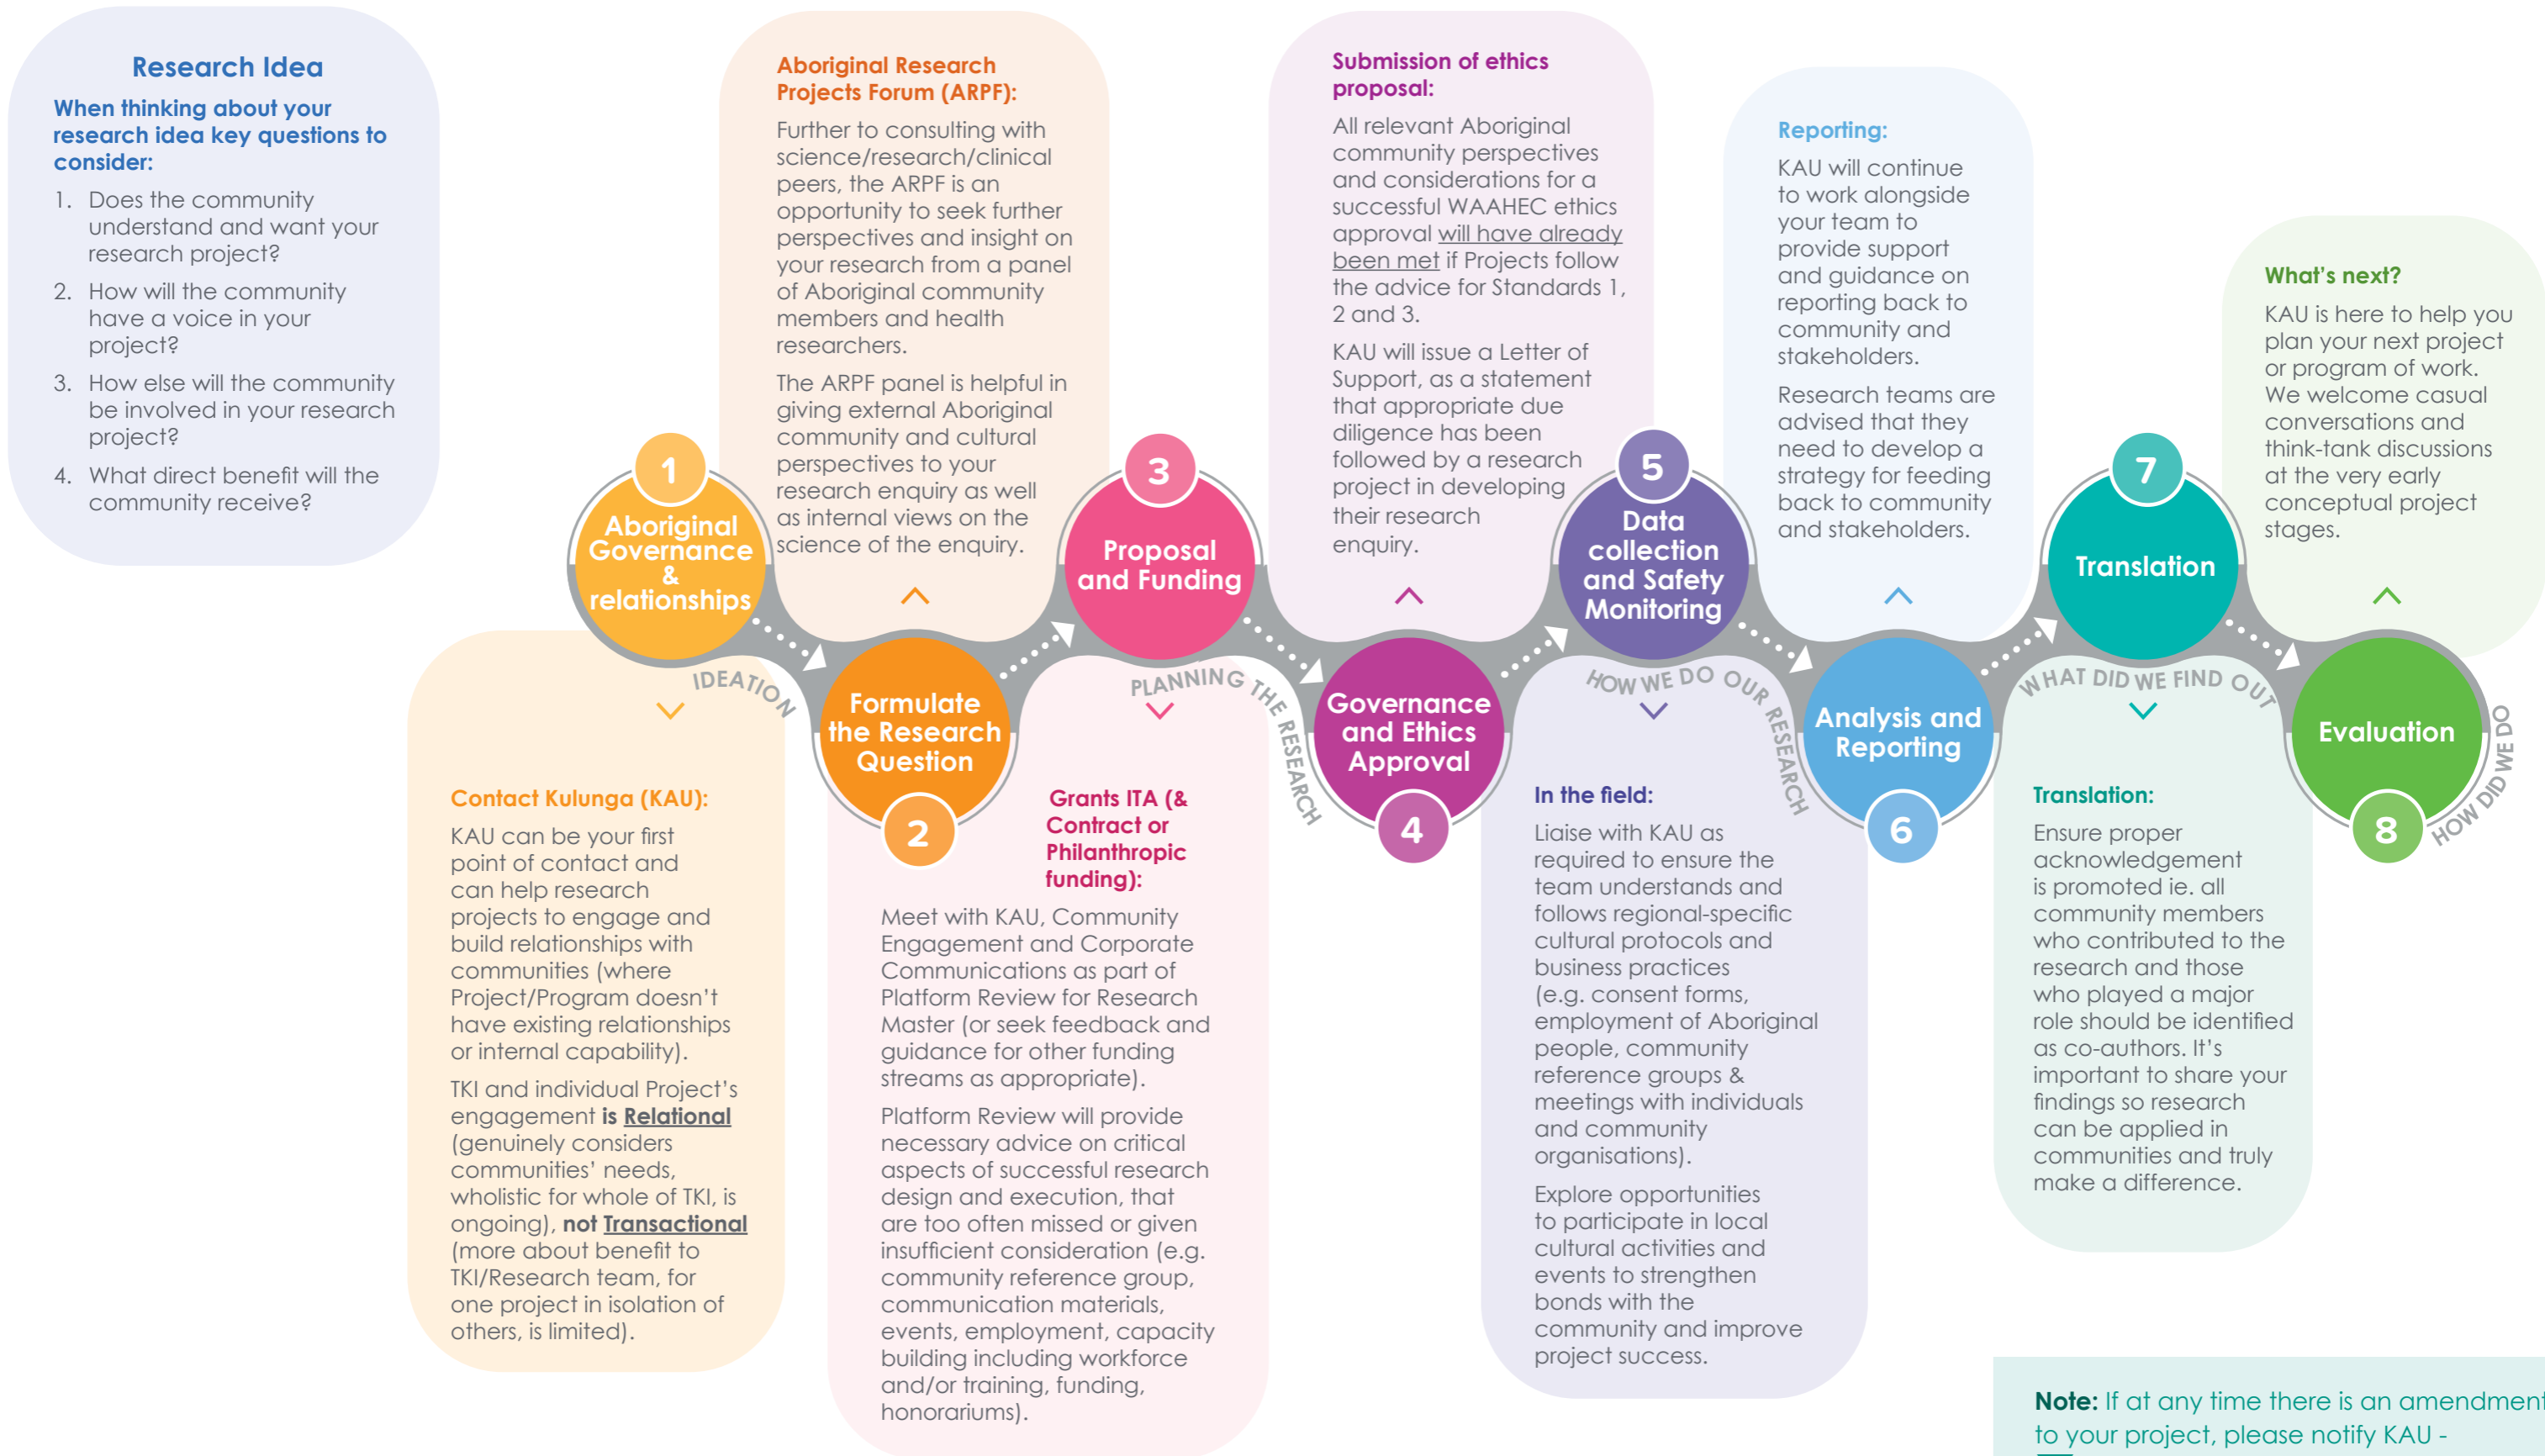 Research Idea
When thinking about your
research idea key questions to
consider:
1. Does the community
understand and want your
research project?
2. How will the community
have a voice in your
project?
3. How else will the community
be involved in your research
project?
4. What direct benefit will the
community receive?
1
Aboriginal
Governance
&
relationships
IDEATION
Contact Kulunga (KAU):
KAU can be your first
point of contact and
can help research
projects to engage and
build relationships with
communities (where
Project/Program doesn't
have existing relationships
or internal capability).
TKI and individual Project's
engagement is Relational
(genuinely considers
communities' needs,
wholistic for whole of TKI, is
ongoing), not Transactional
(more about benefit to
TKI/Research team, for
one project in isolation of
others, is limited).
Aboriginal Research
Projects Forum (ARPF):
Further to consulting with
science/research/clinical
peers, the ARPF is an
opportunity to seek further
perspectives and insight on
your research from a panel
of Aboriginal community
members and health
researchers.
The ARPF panel is helpful in
giving external Aboriginal
community and cultural
perspectives to your
research enquiry as well
as internal views on the
science of the enquiry.
Formulate
the Research
Question
2
3
Proposal
and Funding
PLANNING THE RESEARCH
Grants ITA (&
Contract or
Philanthropic
funding):
Meet with KAU, Community
Engagement and Corporate
Communications as part of
Platform Review for Research
Master (or seek feedback and
guidance for other funding
streams as appropriate).
Platform Review will provide
necessary advice on critical
aspects of successful research
design and execution, that
are too often missed or given
insufficient consideration (e.g.
community reference group,
communication materials,
events, employment, capacity
building including workforce
and/or training, funding,
honorariums).
Submission of ethics
proposal:
All relevant Aboriginal
community perspectives
and considerations for a
successful WAAHEC ethics
approval will have already
been met if Projects follow
the advice for Standards 1,
2 and 3.
KAU will issue a Letter of
Support, as a statement
that appropriate due
diligence has been
followed by a research
project in developing
their research
enquiry.
Governance
and Ethics
Approval
4
5
Data
collection
and Safety
Monitoring
HOW WE DO OUR RESEARCH
In the field:
Liaise with KAU as
required to ensure the
team understands and
follows regional-specific
cultural protocols and
business practices
(e.g. consent forms,
employment of Aboriginal
people, community
reference groups &
meetings with individuals
and community
organisations).
Explore opportunities
to participate in local
cultural activities and
events to strengthen
bonds with the
community and improve
project success.
Reporting:
KAU will continue
to work alongside
your team to
provide support
and guidance on
reporting back to
community and
stakeholders.
Research teams are
advised that they
need to develop a
strategy for feeding
back to community
and stakeholders.
Analysis and
Reporting
6
7
Translation
WHAT DID WE FIND OUT
Translation:
Ensure proper
acknowledgement
is promoted ie. all
community members
who contributed to the
research and those
who played a major
role should be identified
as co-authors. It's
important to share your
findings so research
can be applied in
communities and truly
make a difference.
What's next?
KAU is here to help you
plan your next project
or program of work.
We welcome casual
conversations and
think-tank discussions
at the very early
conceptual project
stages.
Evaluation
8
HOW DID WE DO
Note: If at any time there is an amendment
to your project, please notify KAU -